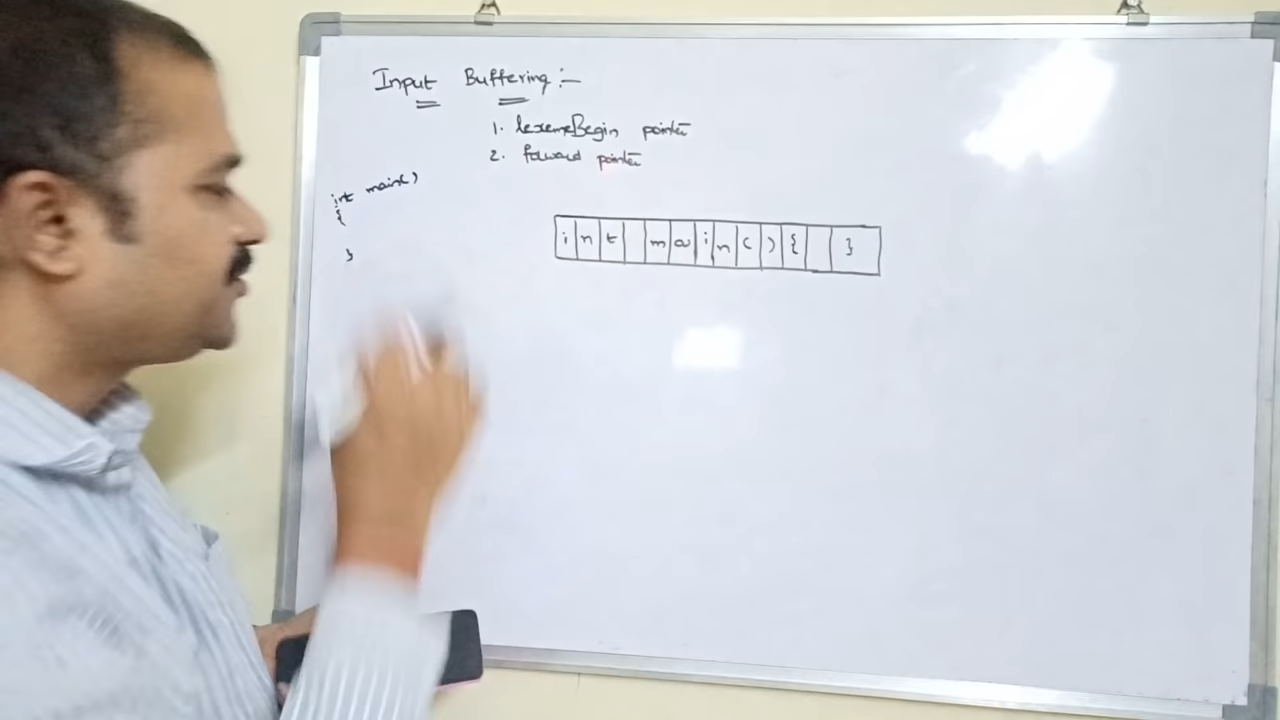 Input Buffering :-
1. lexemeBegin pointer
2. forward pointer
int main()
{
}
i n t m a i n ( ) { }